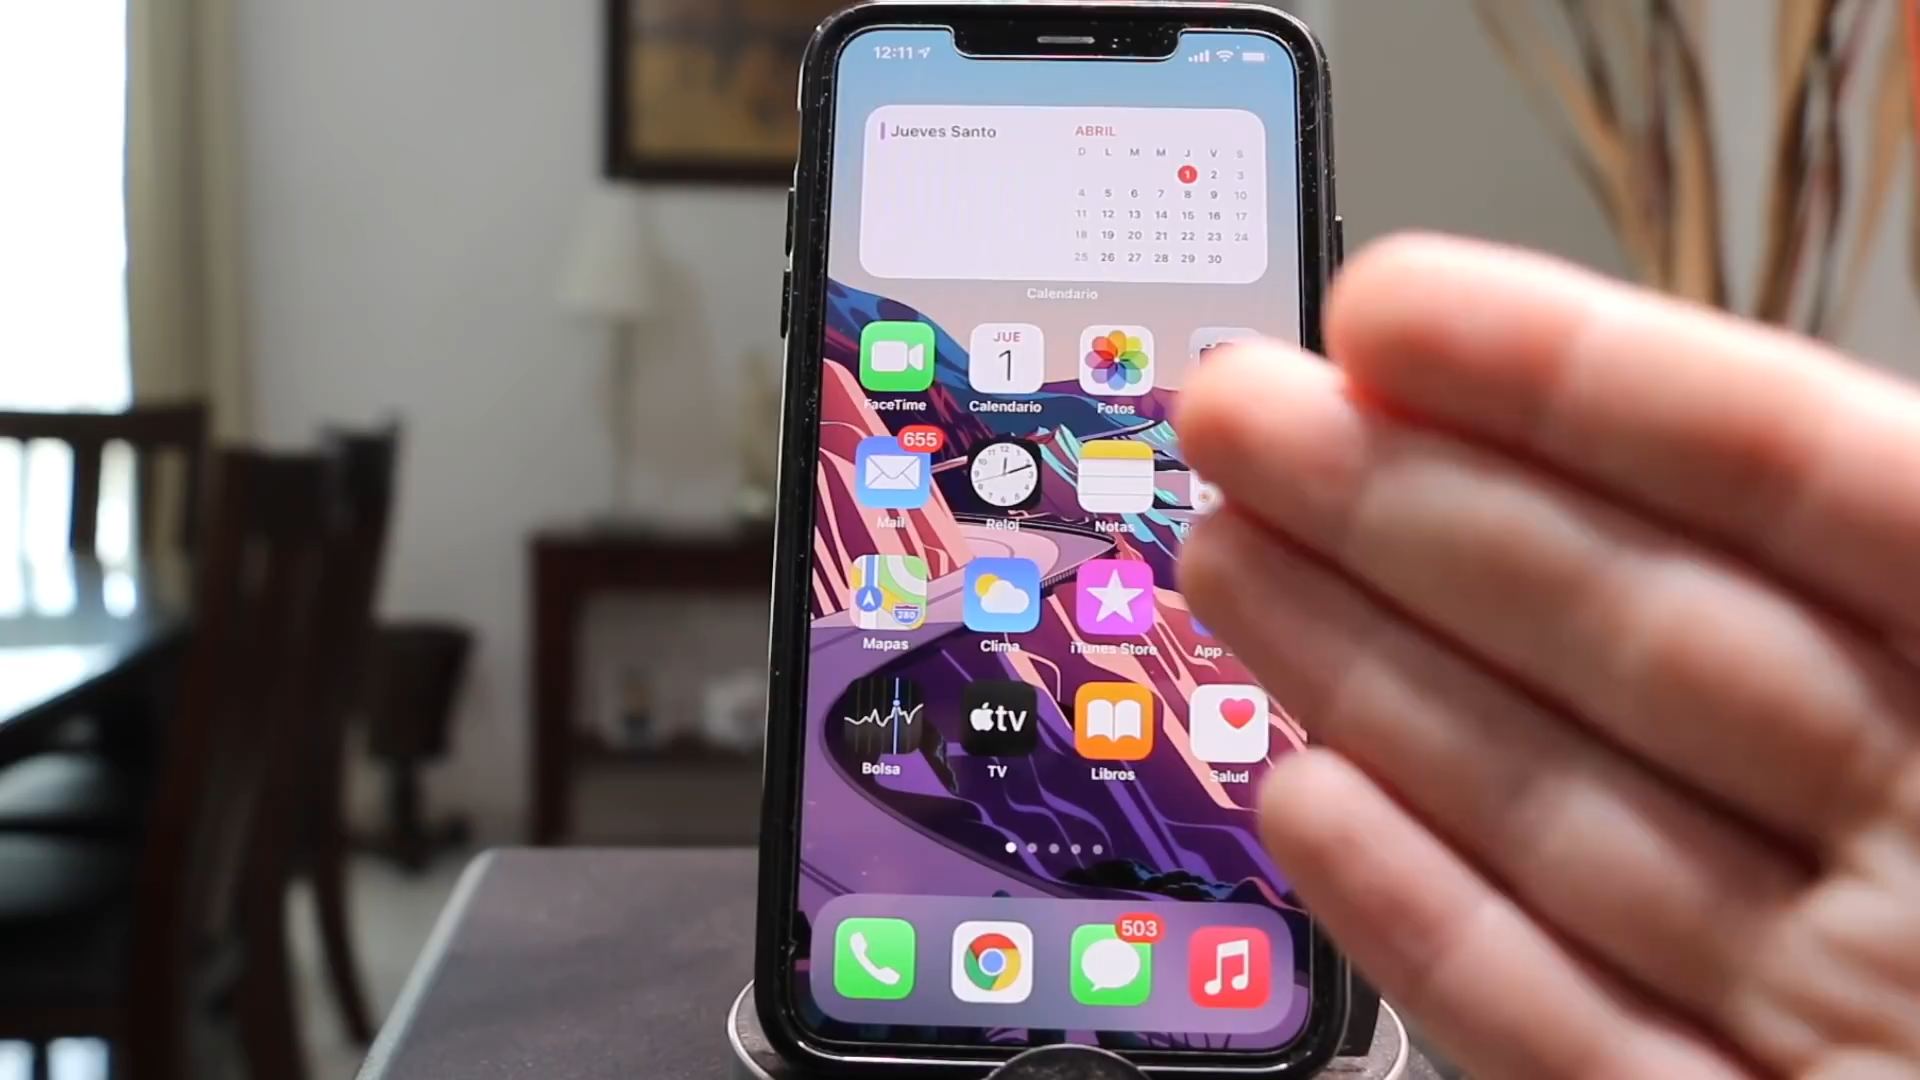 12:11
Jueves Santo
ABRIL
D L M M J V S
1 2 3
4 5 6 7 8 9 10
11 12 13 14 15 16 17
18 19 20 21 22 23 24
25 26 27 28 29 30
Calendario
JUE
1
FaceTime Calendario Fotos
655
Mail Reloj Notas
280
Mapas Clima iTunes Store App
tv
Bolsa TV Libros Salud
503